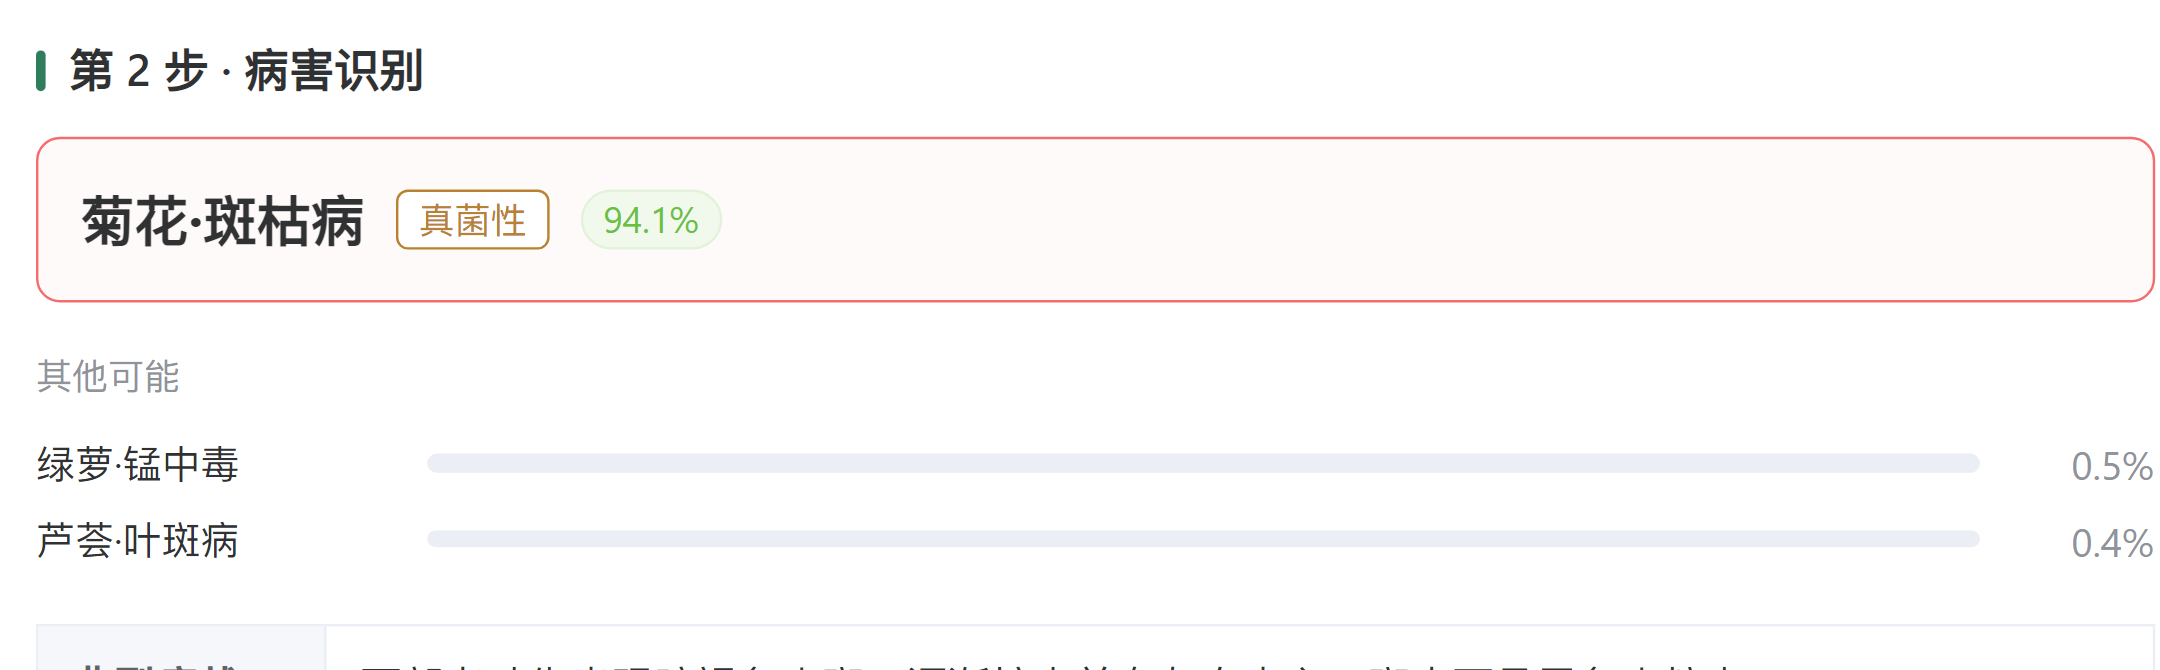 第 2 步 · 病害识别
菊花·斑枯病 真菌性 94.1%
其他可能
绿萝·锰中毒 0.5%
芦荟·叶斑病 0.4%